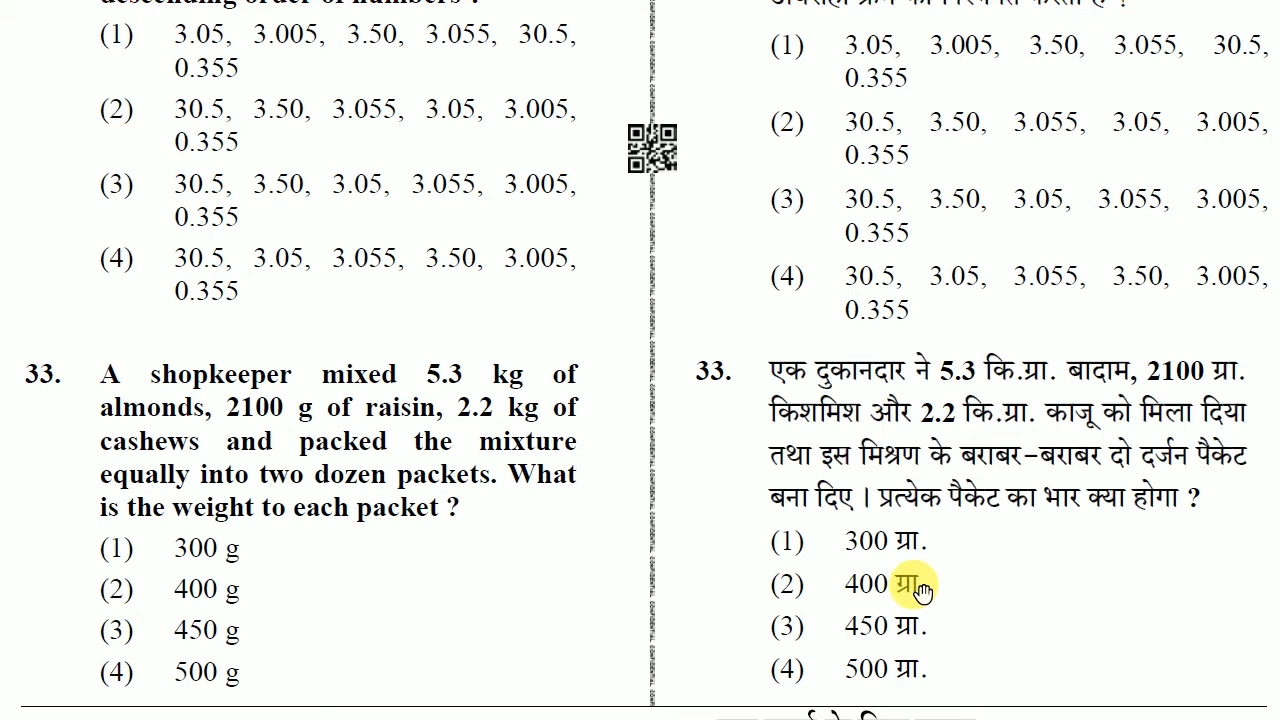 descending order of numbers ?
(1) 3.05, 3.005, 3.50, 3.055, 30.5,
0.355
(2) 30.5, 3.50, 3.055, 3.05, 3.005,
0.355
(3) 30.5, 3.50, 3.05, 3.055, 3.005,
0.355
(4) 30.5, 3.05, 3.055, 3.50, 3.005,
0.355
33. A shopkeeper mixed 5.3 kg of
almonds, 2100 g of raisin, 2.2 kg of
cashews and packed the mixture
equally into two dozen packets. What
is the weight to each packet ?
(1) 300 g
(2) 400 g
(3) 450 g
(4) 500 g
(1) 3.05, 3.005, 3.50, 3.055, 30.5,
0.355
(2) 30.5, 3.50, 3.055, 3.05, 3.005,
0.355
(3) 30.5, 3.50, 3.05, 3.055, 3.005,
0.355
(4) 30.5, 3.05, 3.055, 3.50, 3.005,
0.355
33. एक दुकानदार ने 5.3 कि.ग्रा. बादाम, 2100 ग्रा.
किशमिश और 2.2 कि.ग्रा. काजू को मिला दिया
तथा इस मिश्रण के बराबर-बराबर दो दर्जन पैकेट
बना दिए । प्रत्येक पैकेट का भार क्या होगा ?
(1) 300 ग्रा.
(2) 400 ग्रा.
(3) 450 ग्रा.
(4) 500 ग्रा.